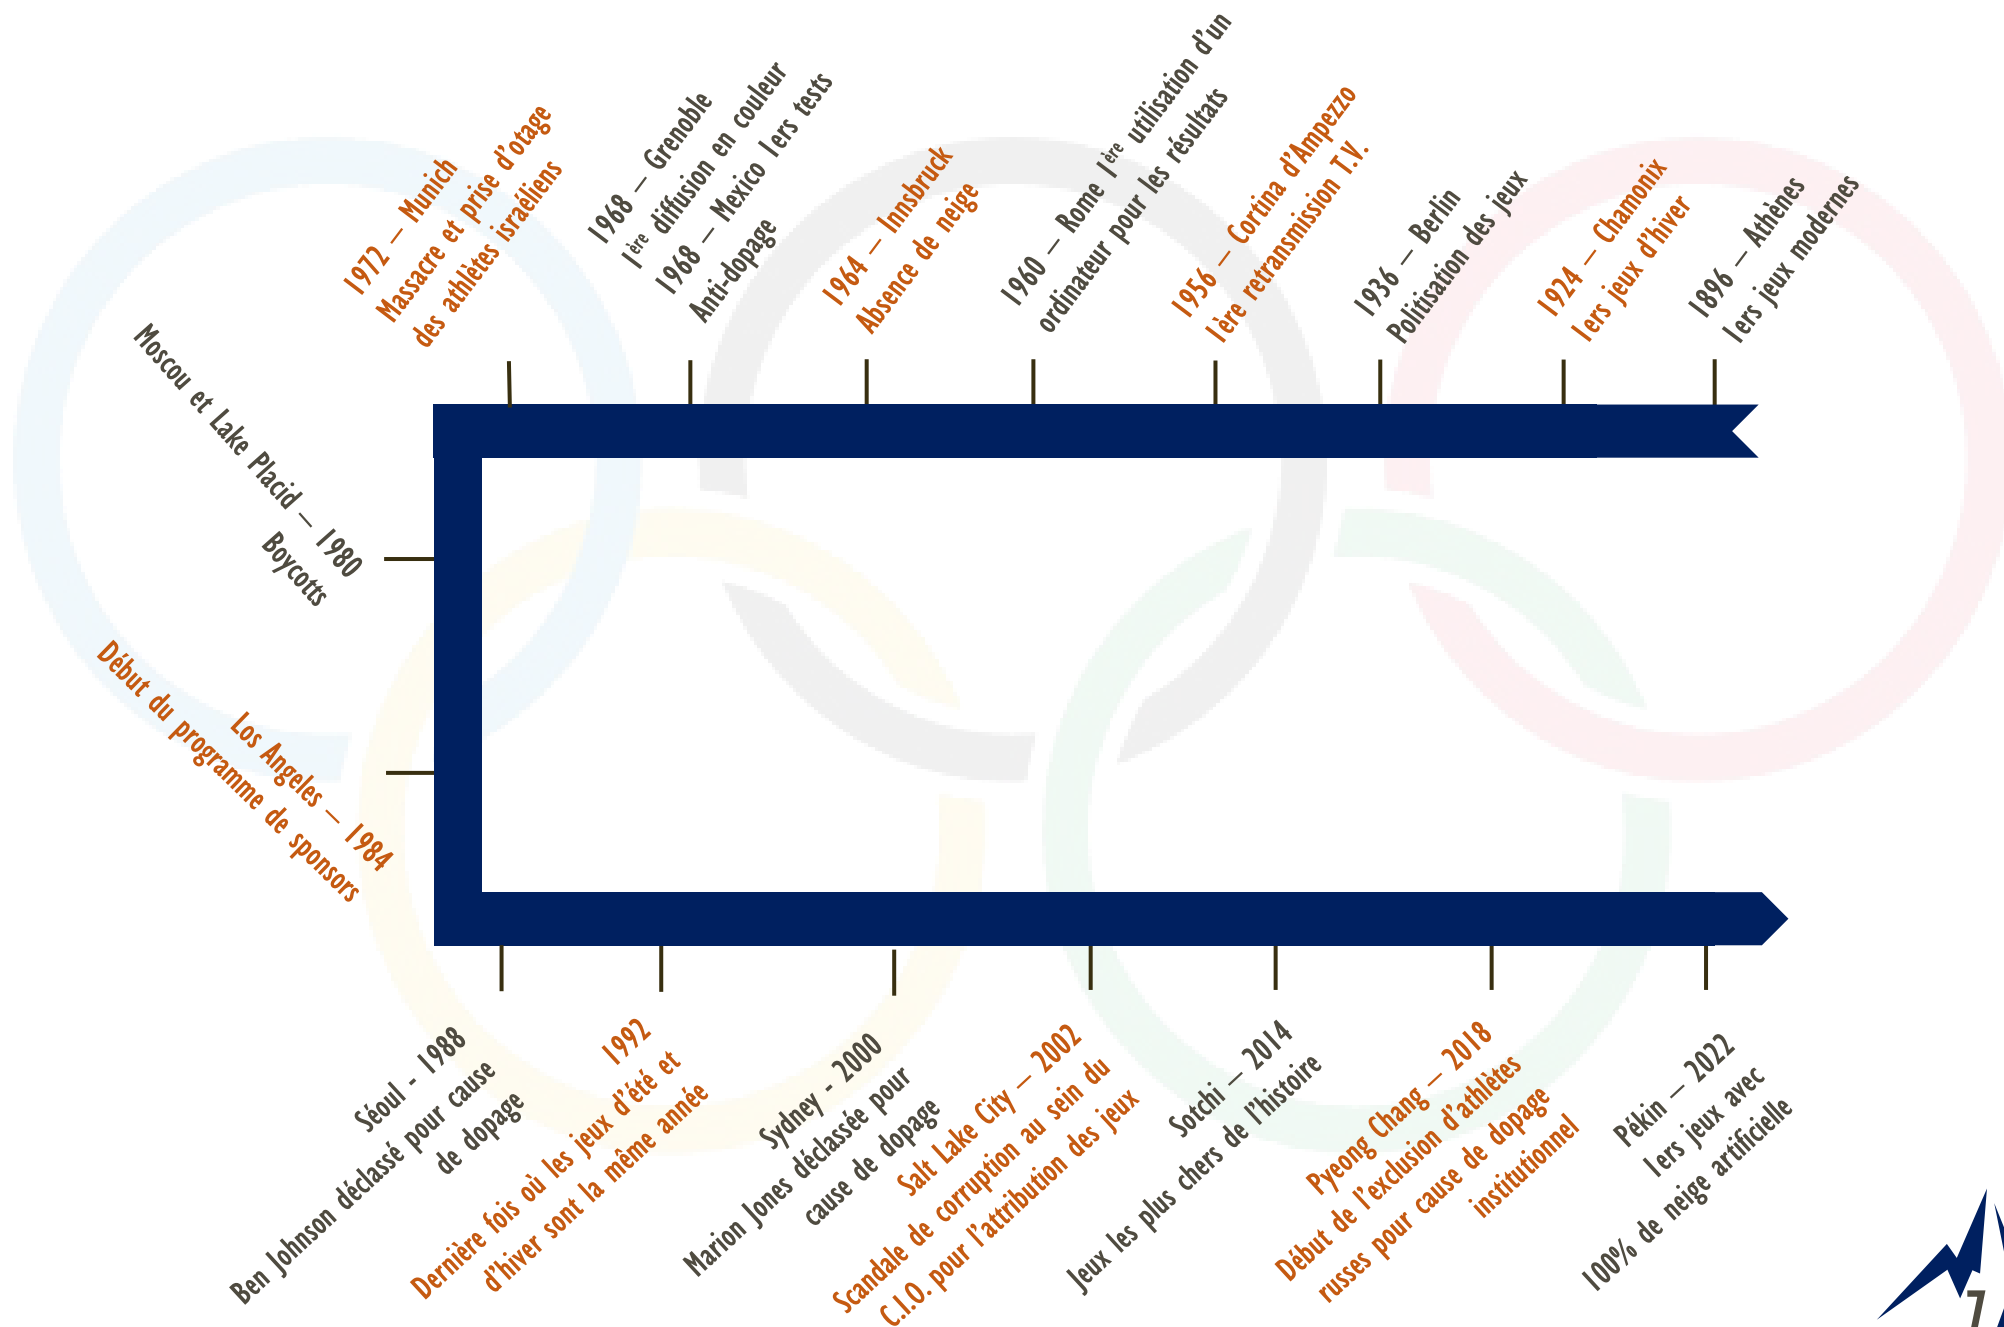 1972 – Munich
Massacre et prise d'otage
des athlètes israéliens
1968 – Grenoble
1ère diffusion en couleur
1968 – Mexico 1ers tests
Anti-dopage
1964 – Innsbruck
Absence de neige
1960 – Rome 1ère utilisation d'un
ordinateur pour les résultats
1956 – Cortina d'Ampezzo
1ère retransmission T.V.
1936 – Berlin
Politisation des jeux
1924 – Chamonix
1ers jeux d'hiver
1896 – Athènes
1ers jeux modernes
Moscou et Lake Placid – 1980
Boycotts
Los Angeles – 1984
Début du programme de sponsors
Séoul - 1988
Ben Johnson déclassé pour cause
de dopage
1992
Dernière fois où les jeux d'été et
d'hiver sont la même année
Sydney - 2000
Marion Jones déclassée pour
cause de dopage
Salt Lake City – 2002
Scandale de corruption au sein du
C.I.O. pour l'attribution des jeux
Sotchi – 2014
Jeux les plus chers de l'histoire
Pyeong Chang – 2018
Début de l'exclusion d'athlètes
russes pour cause de dopage
institutionnel
Pékin – 2022
1ers jeux avec
100% de neige artificielle
7